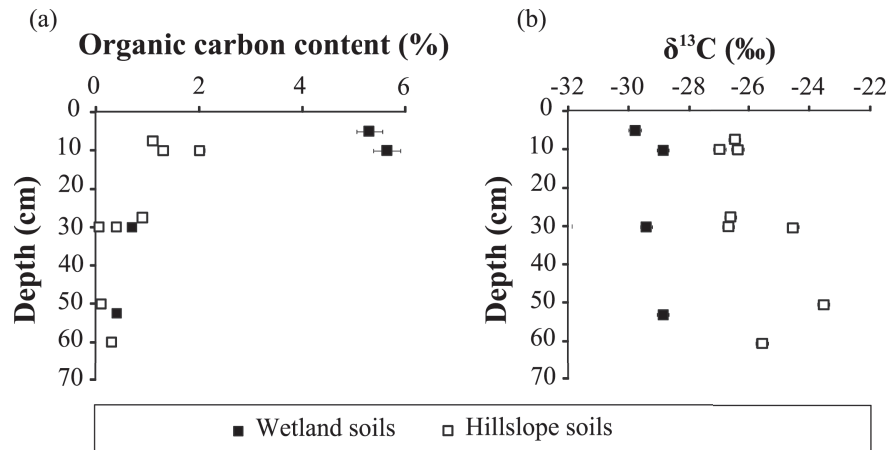 (a)
Organic carbon content (%)
0 2 4 6
0
10
20
30
40
50
60
70
Depth (cm)
(b)
δ¹³C (‰)
-32 -30 -28 -26 -24 -22
0
10
20
30
40
50
60
70
Depth (cm)
Wetland soils Hillslope soils